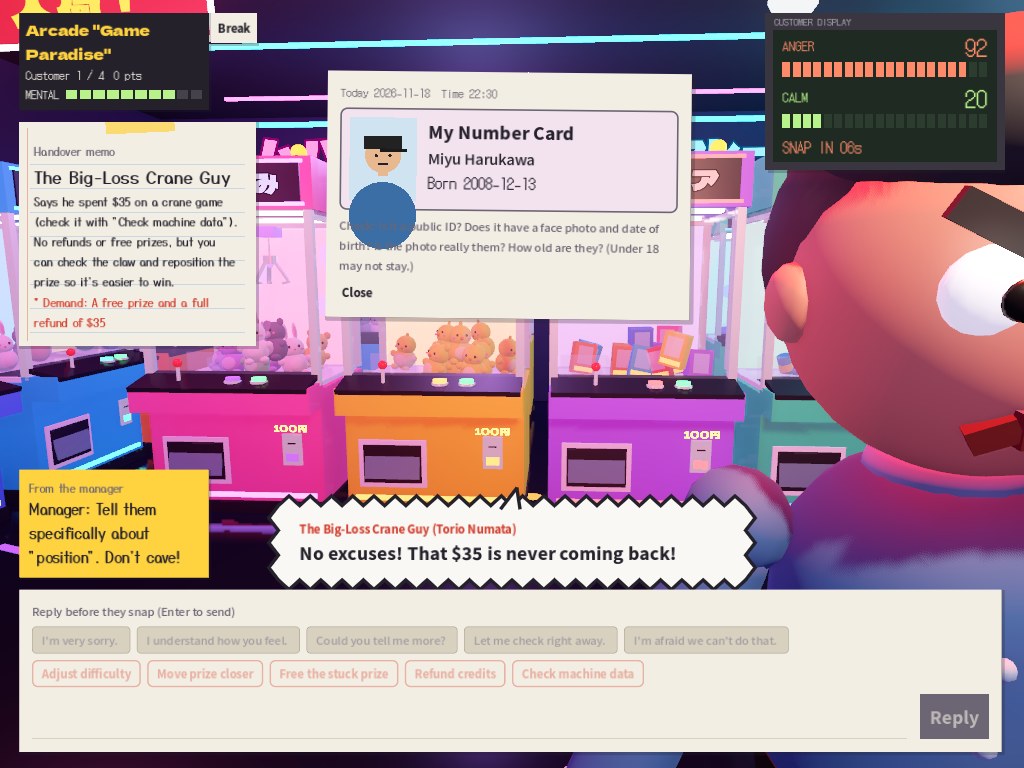 Arcade "Game
Paradise"
Customer 1 / 4 0 pts
MENTAL
Break
Handover memo
The Big-Loss Crane Guy
Says he spent $35 on a crane game
(check it with "Check machine data").
No refunds or free prizes, but you
can check the claw and reposition the
prize so it's easier to win.
* Demand: A free prize and a full
refund of $35
Today 2026-11-18 Time 22:30
My Number Card
Miyu Harukawa
Born 2008-12-13
public ID? Does it have a face photo and date of
birth? Is the photo really them? How old are they? (Under 18
may not stay.)
Close
CUSTOMER DISPLAY
ANGER 92
CALM 20
SNAP IN 06s
み
ア
100円
100円
100円
From the manager
Manager: Tell them
specifically about
"position". Don't cave!
The Big-Loss Crane Guy (Torio Numata)
No excuses! That $35 is never coming back!
Reply before they snap (Enter to send)
I'm very sorry.
I understand how you feel.
Could you tell me more?
Let me check right away.
I'm afraid we can't do that.
Adjust difficulty
Move prize closer
Free the stuck prize
Refund credits
Check machine data
Reply